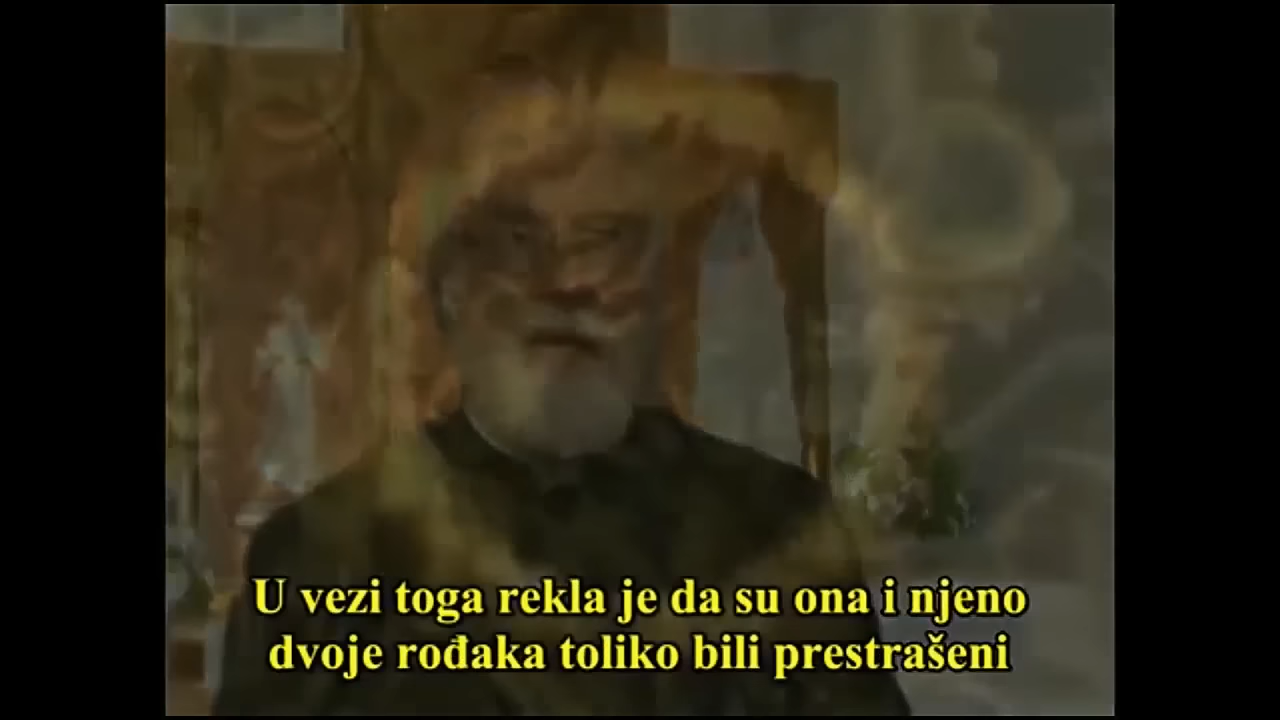 U vezi toga rekla je da su ona i njeno
dvoje rođaka toliko bili prestrašeni